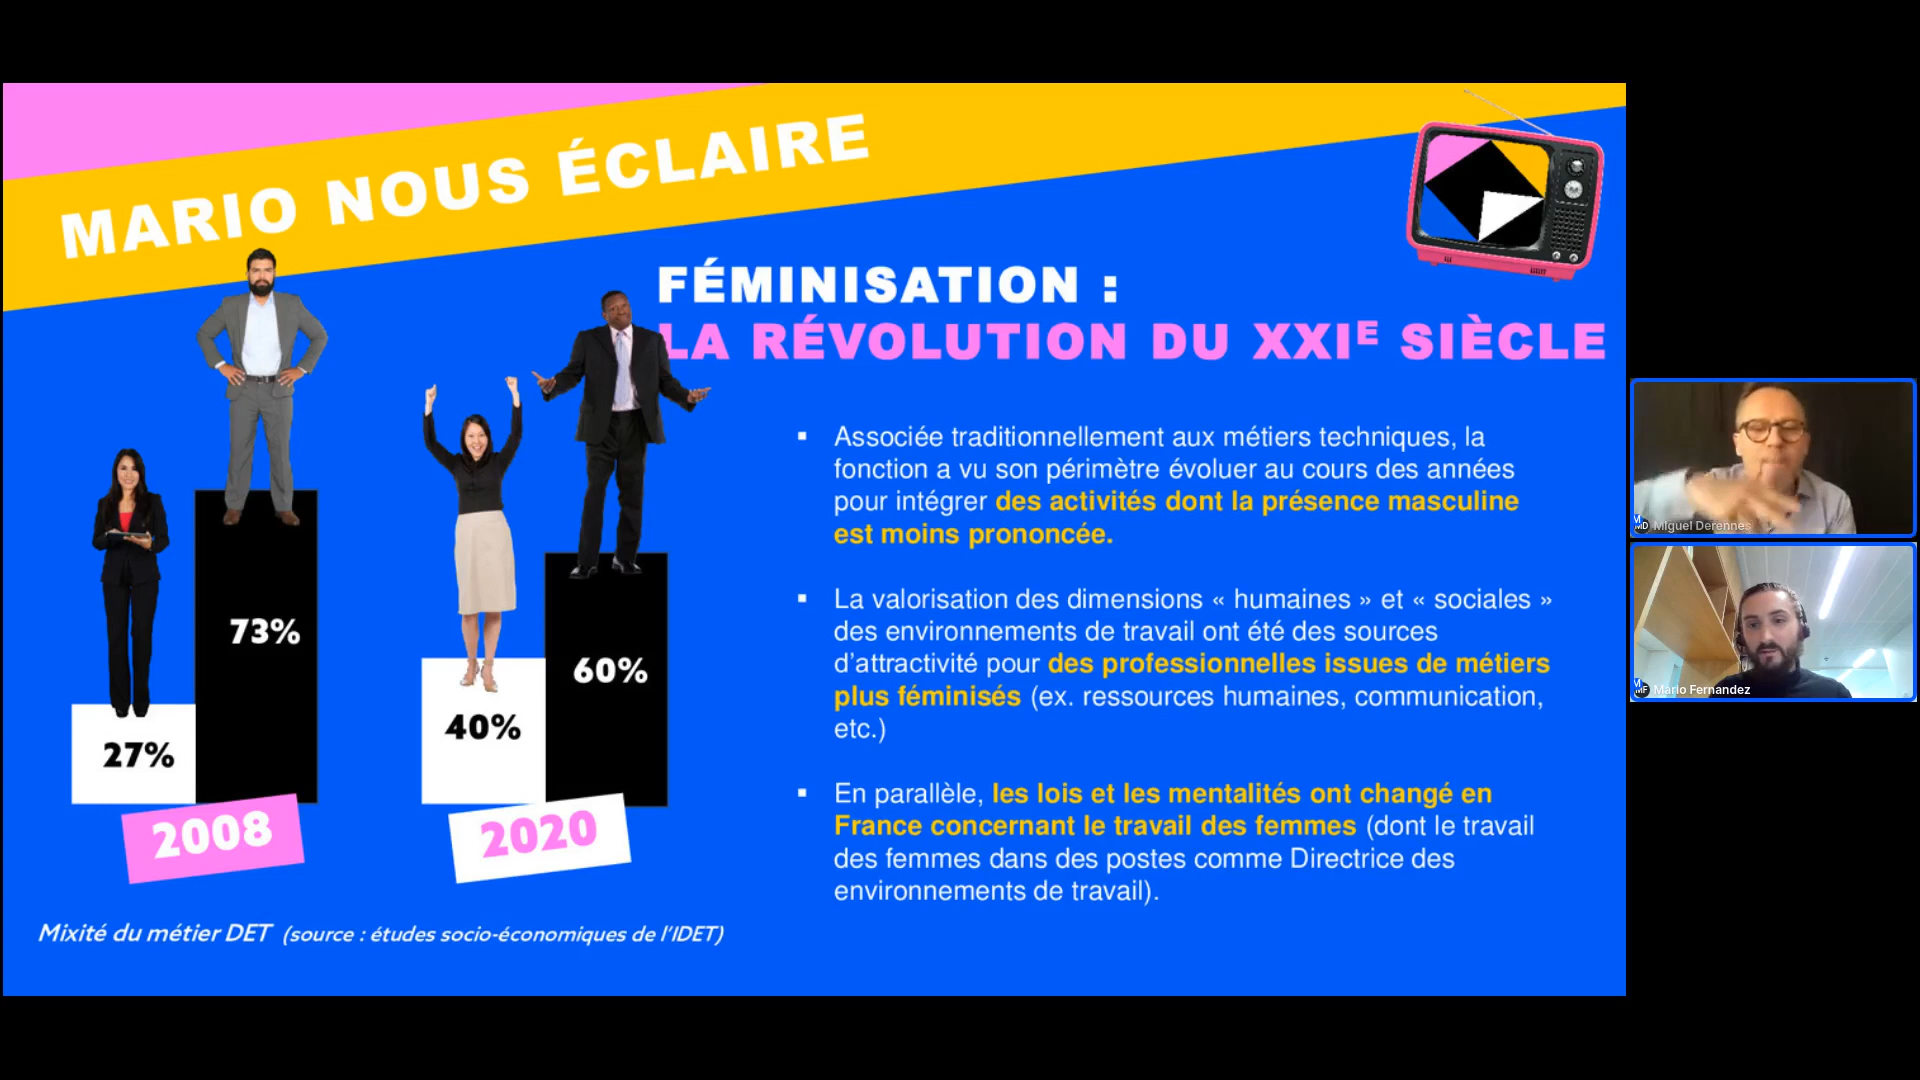 MARIO NOUS ÉCLAIRE
FÉMINISATION :
LA RÉVOLUTION DU XXIE SIÈCLE
▪ Associée traditionnellement aux métiers techniques, la
fonction a vu son périmètre évoluer au cours des années
pour intégrer des activités dont la présence masculine
est moins prononcée.
▪ La valorisation des dimensions « humaines » et « sociales »
des environnements de travail ont été des sources
d’attractivité pour des professionnelles issues de métiers
plus féminisés (ex. ressources humaines, communication,
etc.)
▪ En parallèle, les lois et les mentalités ont changé en
France concernant le travail des femmes (dont le travail
des femmes dans des postes comme Directrice des
environnements de travail).
27%
73%
2008
40%
60%
2020
Mixité du métier DET (source : études socio-économiques de l’IDET)
MD Miguel Derennes
MF Mario Fernandez